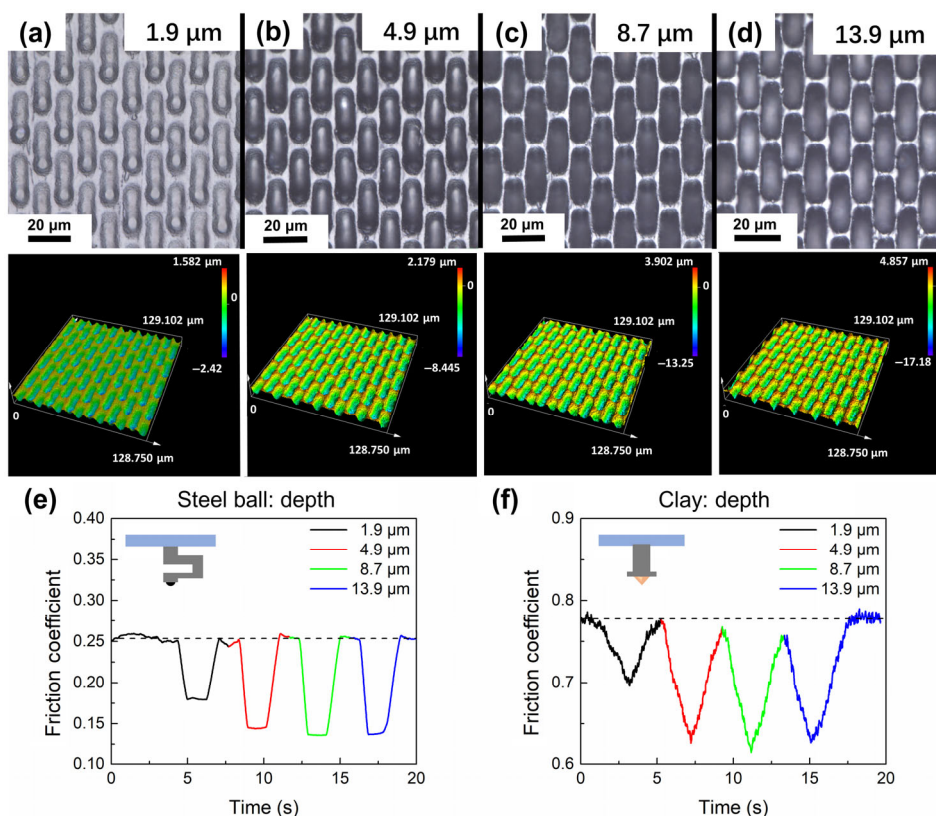 (a) 1.9 μm
(b) 4.9 μm
(c) 8.7 μm
(d) 13.9 μm
20 μm
20 μm
20 μm
20 μm
1.582 μm
0
129.102 μm
−2.42
0
128.750 μm
2.179 μm
0
129.102 μm
−8.445
0
128.750 μm
3.902 μm
0
129.102 μm
−13.25
0
128.750 μm
4.857 μm
0
129.102 μm
−17.18
0
128.750 μm
(e) Steel ball: depth
0.40
0.35
0.30
0.25
0.20
0.15
0.10
Friction coefficient
1.9 μm
4.9 μm
8.7 μm
13.9 μm
0 5 10 15 20
Time (s)
(f) Clay: depth
0.9
0.8
0.7
0.6
Friction coefficient
1.9 μm
4.9 μm
8.7 μm
13.9 μm
0 5 10 15 20
Time (s)